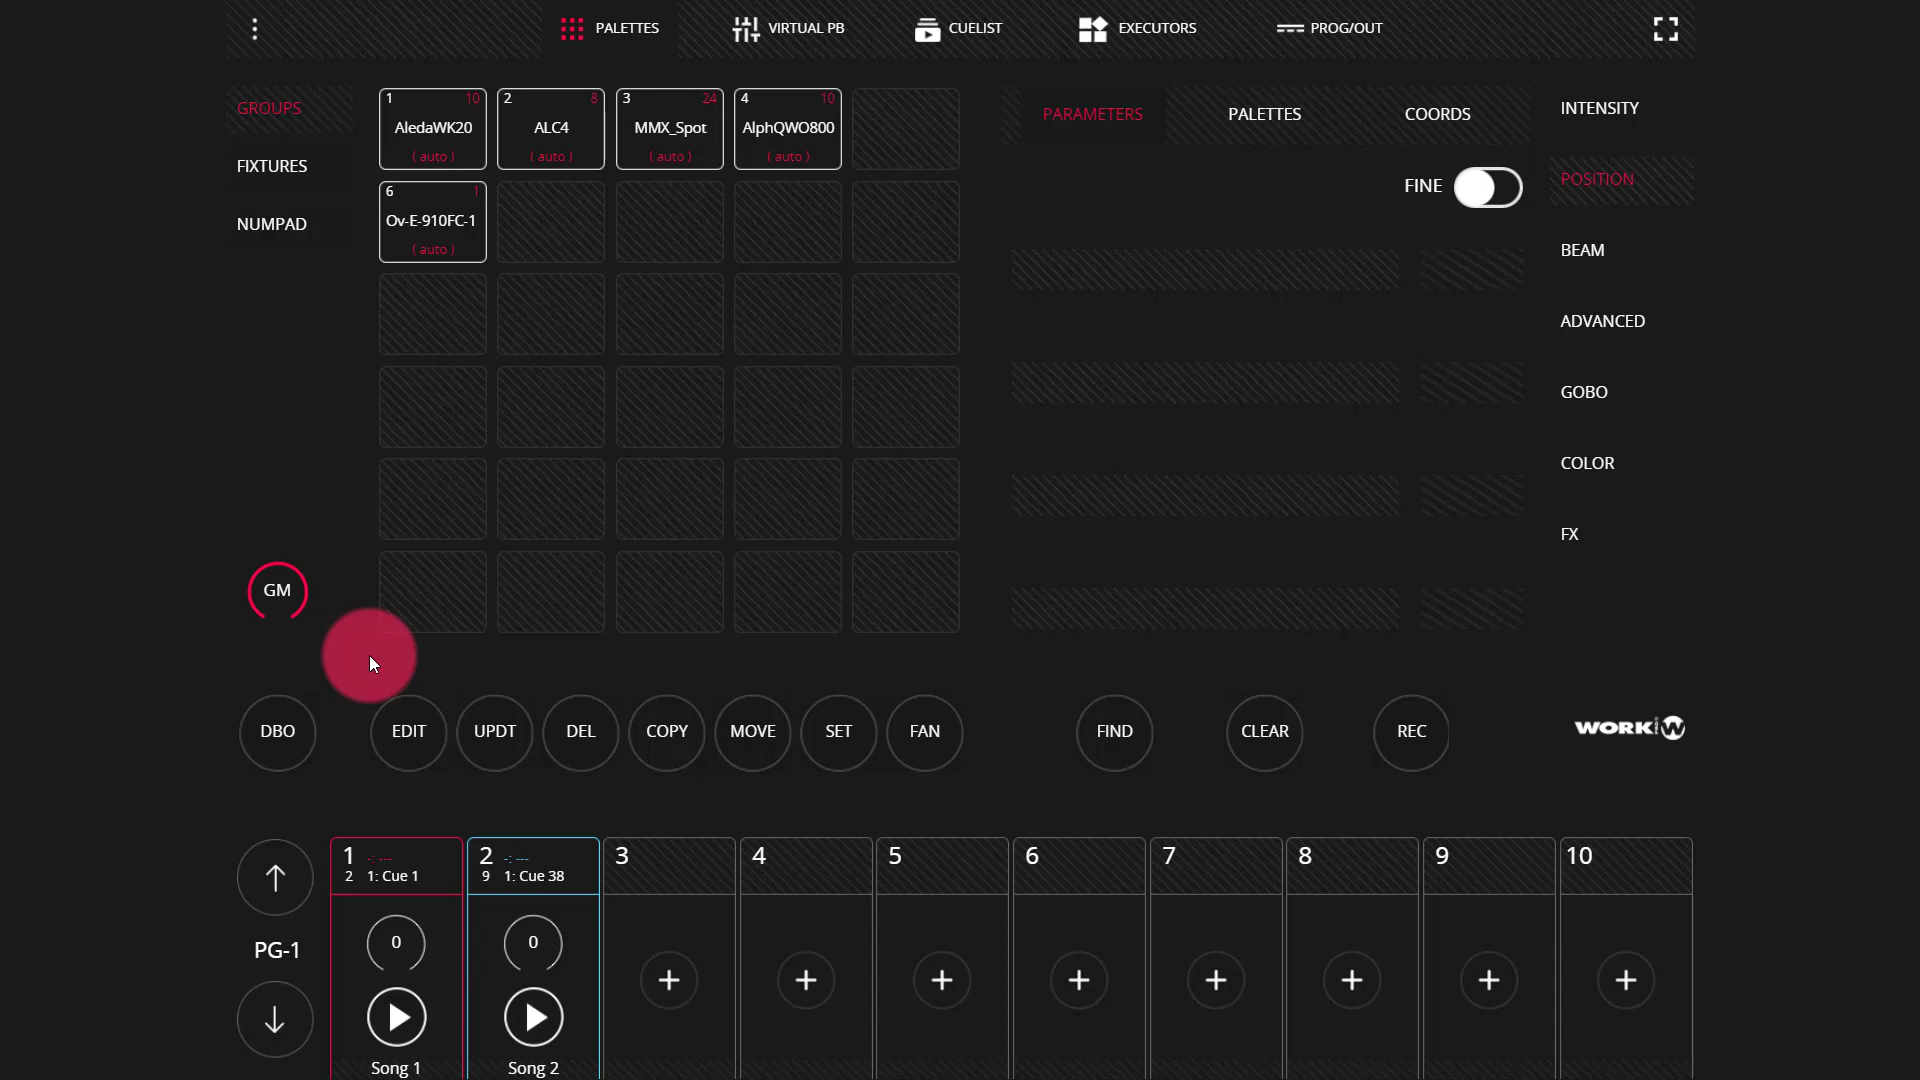 PALETTES
VIRTUAL PB
CUELIST
EXECUTORS
PROG/OUT
GROUPS
FIXTURES
NUMPAD
1 10
AledaWK20
( auto )
2 8
ALC4
( auto )
3 24
MMX_Spot
( auto )
4 10
AlphQWO800
( auto )
6 1
Ov-E-910FC-1
( auto )
PARAMETERS
PALETTES
COORDS
FINE
INTENSITY
POSITION
BEAM
ADVANCED
GOBO
COLOR
FX
GM
DBO
EDIT
UPDT
DEL
COPY
MOVE
SET
FAN
FIND
CLEAR
REC
WORK
PG-1
1 -: ---
2 1: Cue 1
0
Song 1
2 -: ---
9 1: Cue 38
0
Song 2
3
4
5
6
7
8
9
10